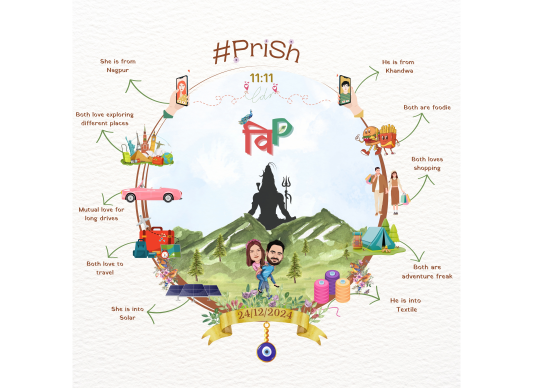 #PriSh
11:11
She is from
Nagpur
He is from
Khandwa
Both love exploring
different places
Both are foodie
Both loves
shopping
Mutual love for
long drives
Both love to
travel
Both are
adventure freak
She is into
Solar
He is into
Textile
विP
24/12/2024